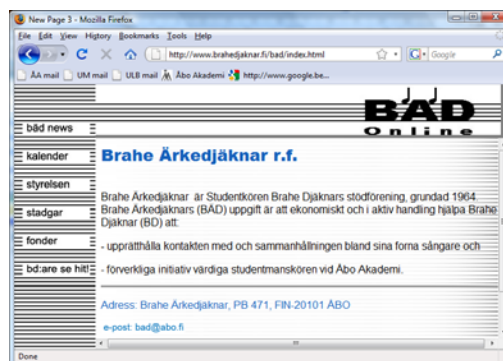 New Page 3 - Mozilla Firefox
File Edit View History Bookmarks Tools Help
http://www.brahedjaknar.fi/bad/index.html
Google
ÅA mail UM mail ULB mail Åbo Akademi http://www.google.be...
BÄD
Online
bäd news
kalender
styrelsen
stadgar
fonder
bd:are se hit!
Brahe Ärkedjäknar r.f.
Brahe Ärkedjäknar är Studentkören Brahe Djäknars stödförening, grundad 1964.
Brahe Ärkedjäknars (BÄD) uppgift är att ekonomiskt och i aktiv handling hjälpa Brahe
Djäknar (BD) att:
- upprätthålla kontakten med och sammanhållningen bland sina forna sångare och
- förverkliga initiativ värdiga studentmanskören vid Åbo Akademi.
Adress: Brahe Ärkedjäknar, PB 471, FIN-20101 ÅBO
e-post: bad@abo.fi
Done